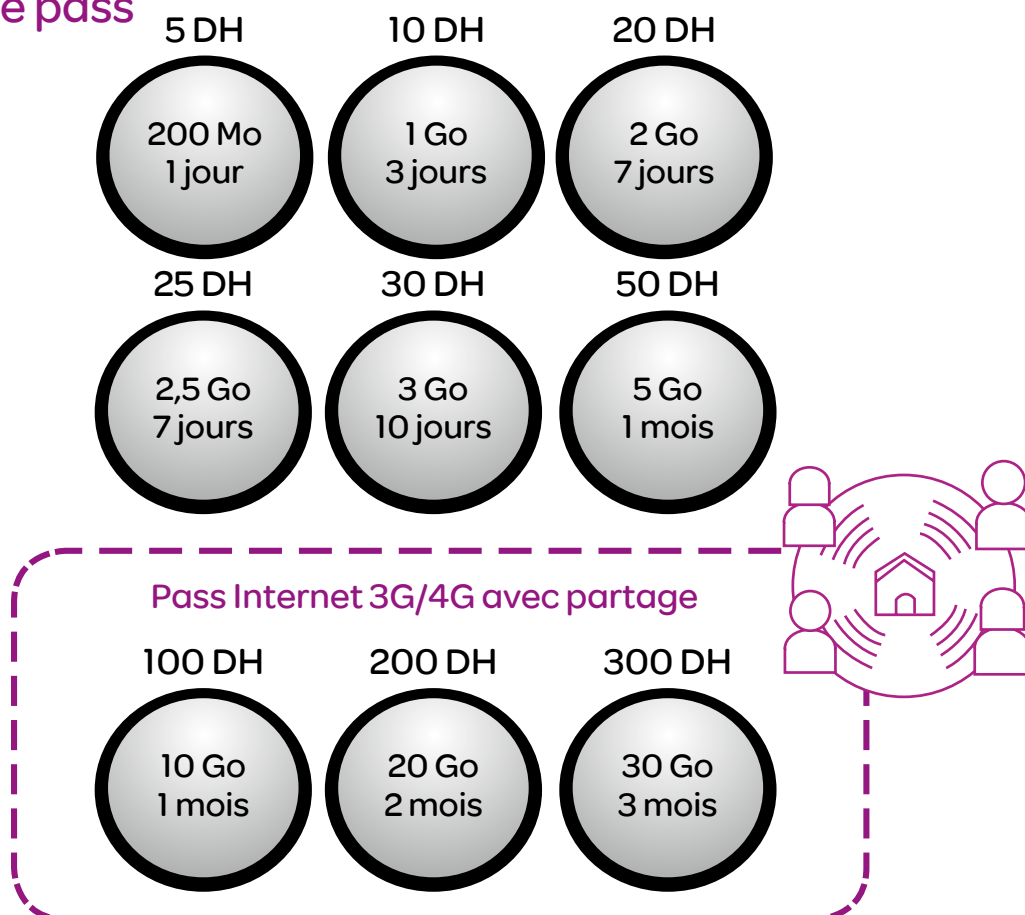 e pass
5 DH 10 DH 20 DH
200 Mo 1 Go 2 Go
1 jour 3 jours 7 jours
25 DH 30 DH 50 DH
2,5 Go 3 Go 5 Go
7 jours 10 jours 1 mois
Pass Internet 3G/4G avec partage
100 DH 200 DH 300 DH
10 Go 20 Go 30 Go
1 mois 2 mois 3 mois